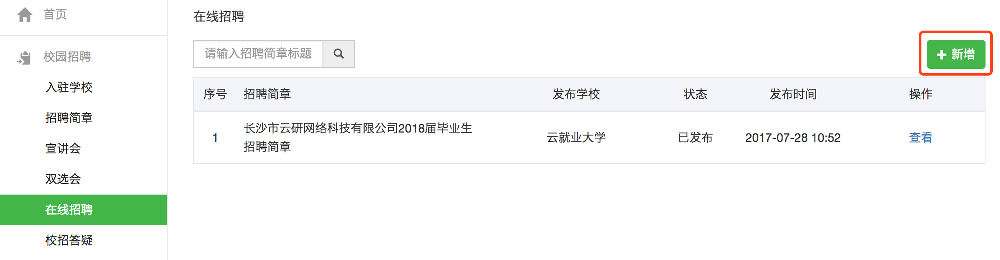 首页
校园招聘
入驻学校
招聘简章
宣讲会
双选会
在线招聘
校招答疑
在线招聘
请输入招聘简章标题
新增
序号 招聘简章 发布学校 状态 发布时间 操作
1 长沙市云研网络科技有限公司2018届毕业生
招聘简章 云就业大学 已发布 2017-07-28 10:52 查看